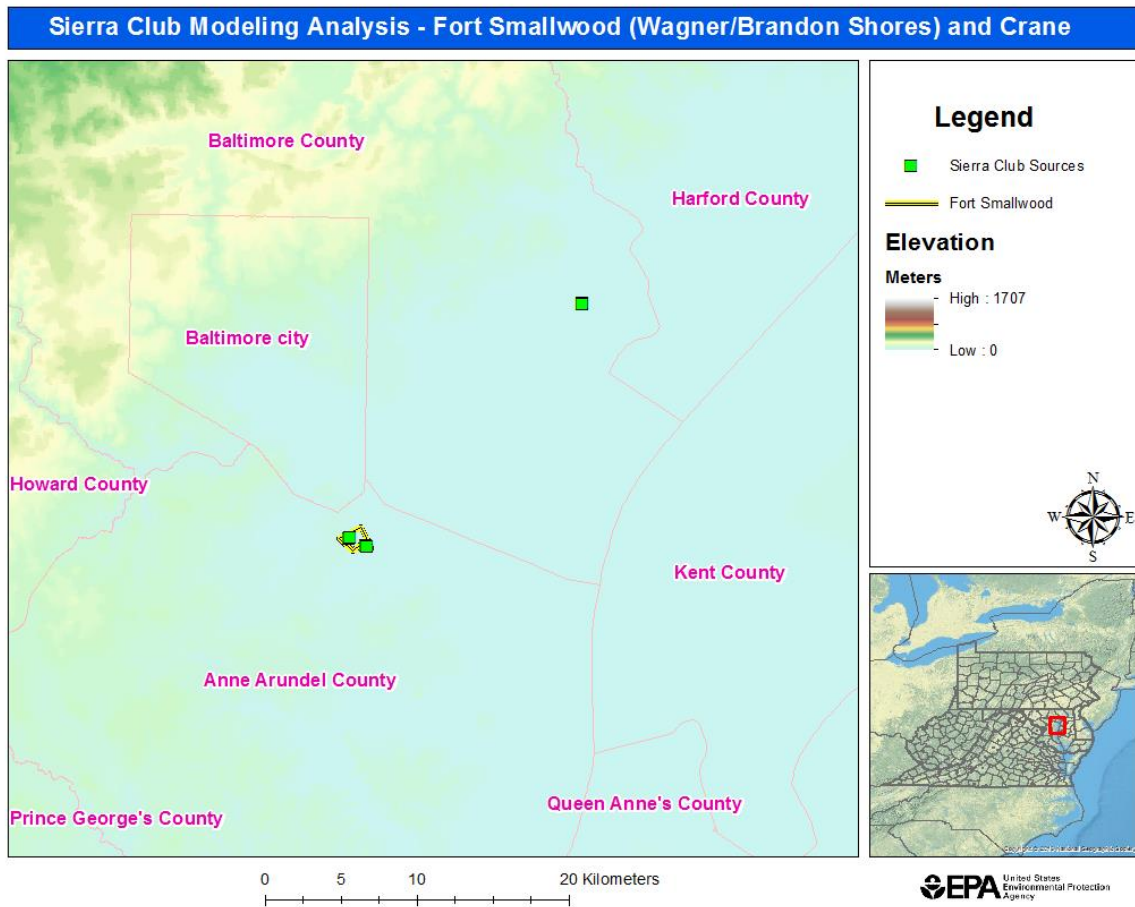 Sierra Club Modeling Analysis - Fort Smallwood (Wagner/Brandon Shores) and Crane
Baltimore County
Harford County
Baltimore city
Howard County
Kent County
Anne Arundel County
Queen Anne's County
Prince George's County
Legend
Sierra Club Sources
Fort Smallwood
Elevation
Meters
High : 1707
Low : 0
N
W
E
S
0 5 10 20 Kilometers
EPA
United States
Environmental Protection
Agency